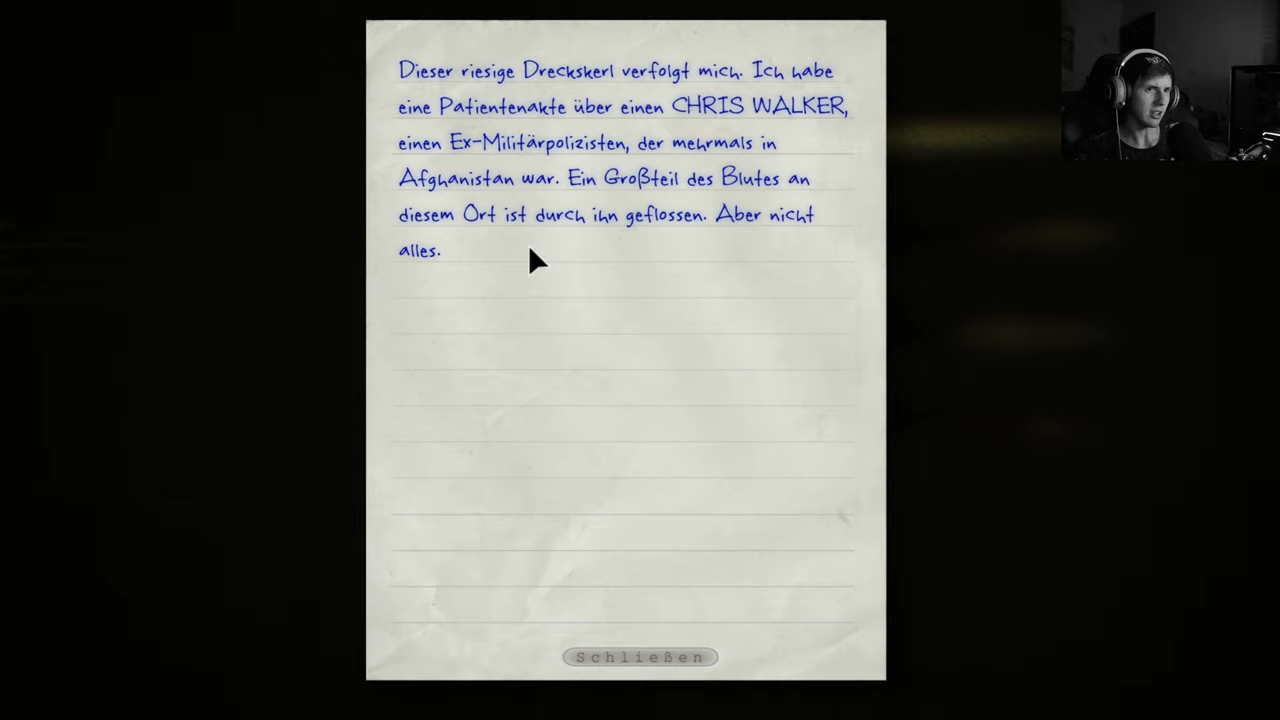 Dieser riesige Dreckskerl verfolgt mich. Ich habe
eine Patientenakte über einen CHRIS WALKER,
einen Ex-Militärpolizisten, der mehrmals in
Afghanistan war. Ein Großteil des Blutes an
diesem Ort ist durch ihn geflossen. Aber nicht
alles.
Schließen